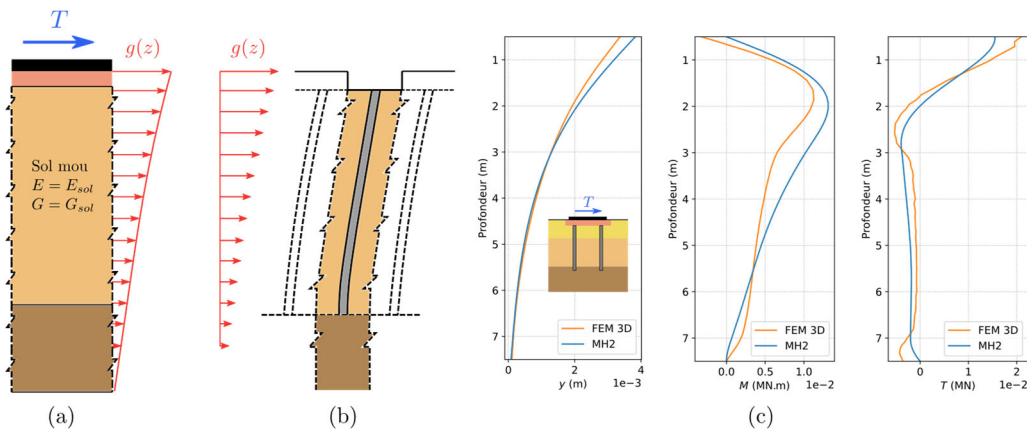 T
g(z)
Sol mou
E = E_sol
G = G_sol
(a)
g(z)
(b)
Profondeur (m)
1
2
3
4
5
6
7
T
FEM 3D
MH2
0
2
4
y (m)
1e−3
Profondeur (m)
1
2
3
4
5
6
7
FEM 3D
MH2
0.0
0.5
1.0
M (MN.m)
1e−2
Profondeur (m)
1
2
3
4
5
6
7
FEM 3D
MH2
0
1
2
T (MN)
1e−2
(c)